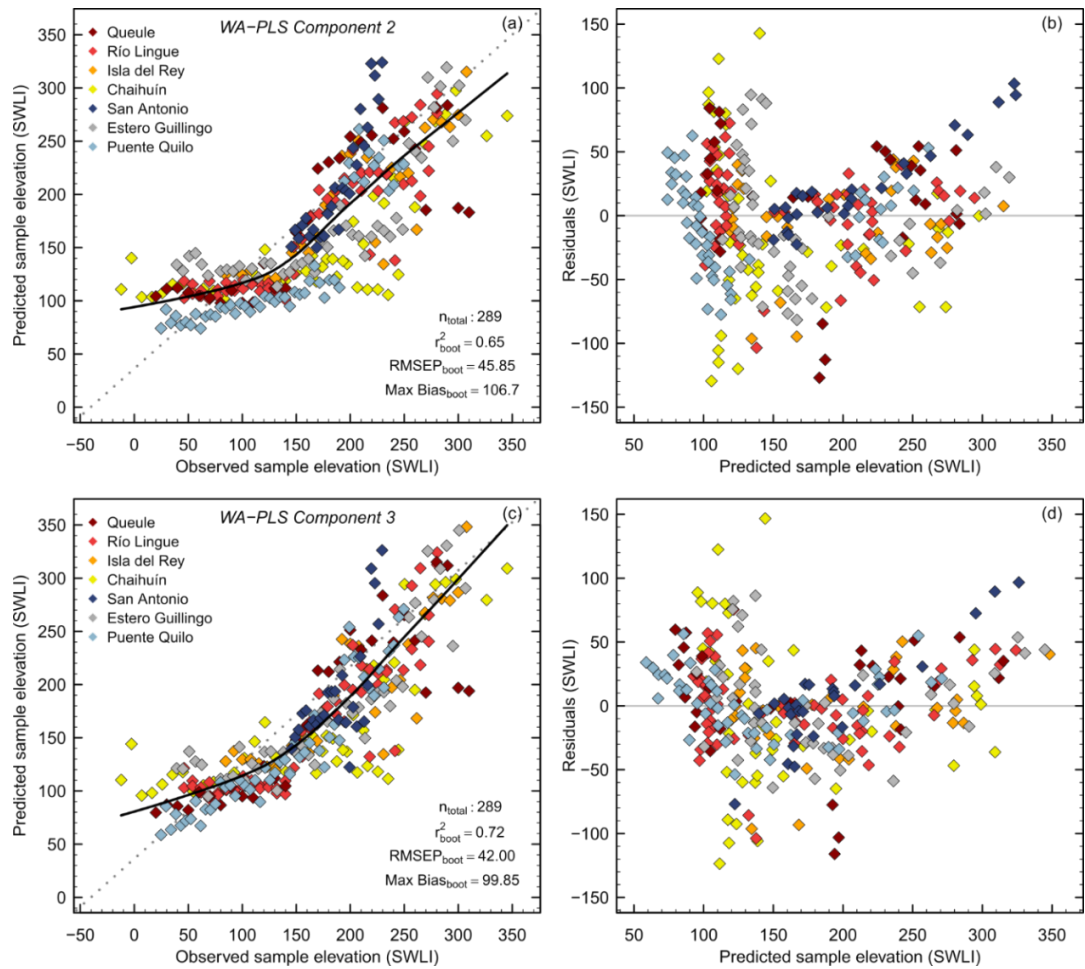 WA−PLS Component 2
(a)
Queule
Río Lingue
Isla del Rey
Chaihuín
San Antonio
Estero Guillingo
Puente Quilo
n_total : 289
r²_boot = 0.65
RMSEP_boot = 45.85
Max Bias_boot = 106.7
350
300
250
200
150
100
50
0
Predicted sample elevation (SWLI)
−50 0 50 100 150 200 250 300 350
Observed sample elevation (SWLI)
(b)
150
100
50
0
−50
−100
−150
Residuals (SWLI)
50 100 150 200 250 300 350
Predicted sample elevation (SWLI)
WA−PLS Component 3
(c)
Queule
Río Lingue
Isla del Rey
Chaihuín
San Antonio
Estero Guillingo
Puente Quilo
n_total : 289
r²_boot = 0.72
RMSEP_boot = 42.00
Max Bias_boot = 99.85
350
300
250
200
150
100
50
0
Predicted sample elevation (SWLI)
−50 0 50 100 150 200 250 300 350
Observed sample elevation (SWLI)
(d)
150
100
50
0
−50
−100
−150
Residuals (SWLI)
50 100 150 200 250 300 350
Predicted sample elevation (SWLI)